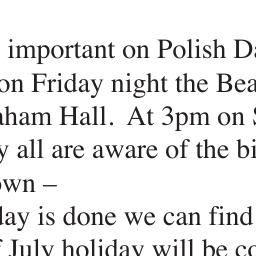 important on Polish Da
on Friday night the Bea
aham Hall. At 3pm on S
y all are aware of the bi
own –
day is done we can find
f July holiday will be co